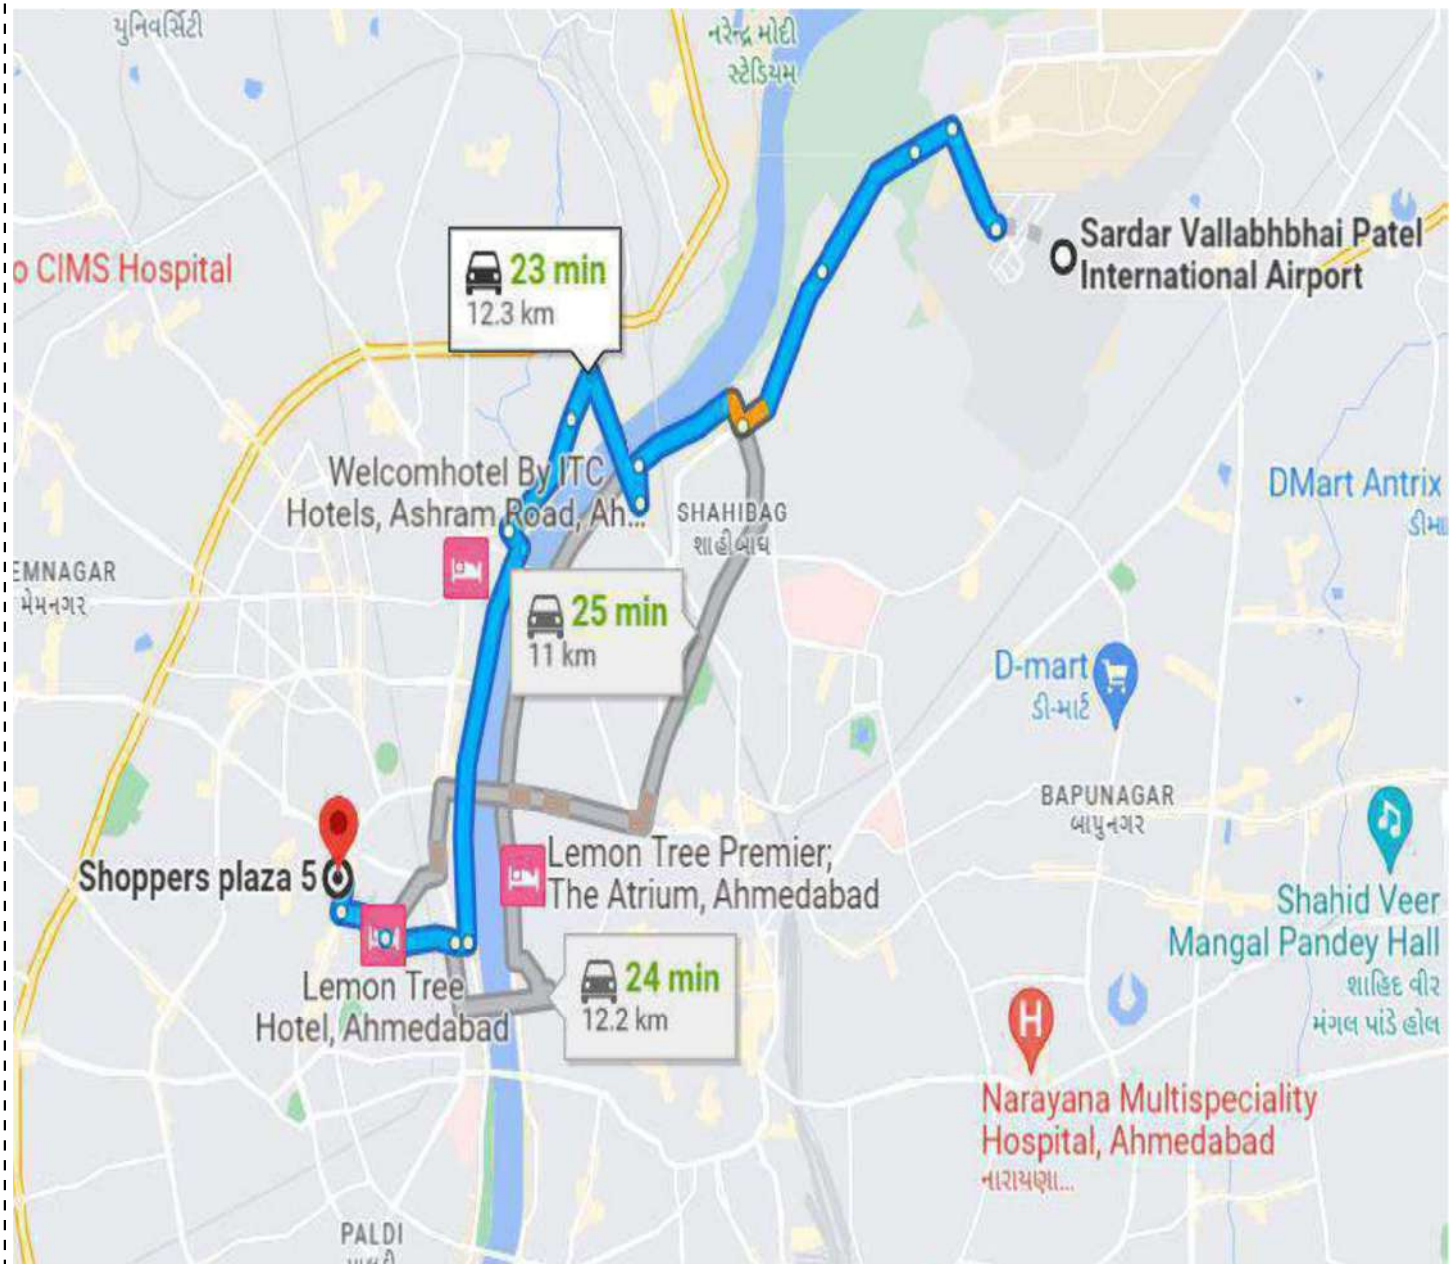 યુનિવર્સિટી
નરેન્દ્ર મોદી
સ્ટેડિયમ
Sardar Vallabhbhai Patel
International Airport
o CIMS Hospital
23 min
12.3 km
Welcomhotel By ITC
Hotels, Ashram Road, Ah...
SHAHIBAG
શાહીબાઘ
DMart Antrix
ડીમા
EMNAGAR
મેમનગર
25 min
11 km
D-mart
ડી-માર્ટ
BAPUNAGAR
બાપુનગર
Shoppers plaza 5
Lemon Tree Premier;
The Atrium, Ahmedabad
Shahid Veer
Mangal Pandey Hall
શાહિદ વીર
મંગલ પાંડે હોલ
Lemon Tree
Hotel, Ahmedabad
24 min
12.2 km
H
Narayana Multispeciality
Hospital, Ahmedabad
નારાયણા...
PALDI